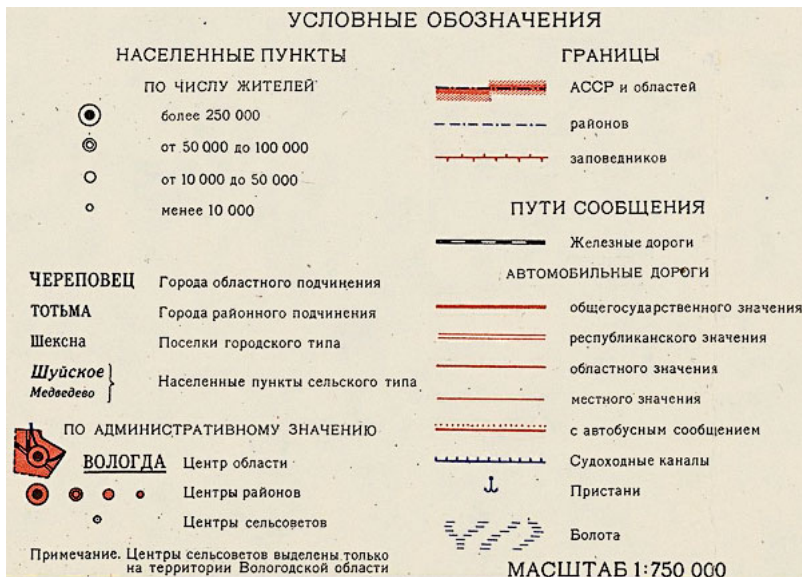 УСЛОВНЫЕ ОБОЗНАЧЕНИЯ
НАСЕЛЕННЫЕ ПУНКТЫ
ПО ЧИСЛУ ЖИТЕЛЕЙ
более 250 000
от 50 000 до 100 000
от 10 000 до 50 000
менее 10 000
ЧЕРЕПОВЕЦ Города областного подчинения
ТОТЬМА Города районного подчинения
Шексна Поселки городского типа
Шуйское
Медведево
Населенные пункты сельского типа
ПО АДМИНИСТРАТИВНОМУ ЗНАЧЕНИЮ
ВОЛОГДА Центр области
Центры районов
Центры сельсоветов
Примечание. Центры сельсоветов выделены только
на территории Вологодской области
ГРАНИЦЫ
АССР и областей
районов
заповедников
ПУТИ СООБЩЕНИЯ
Железные дороги
АВТОМОБИЛЬНЫЕ ДОРОГИ
общегосударственного значения
республиканского значения
областного значения
местного значения
с автобусным сообщением
Судоходные каналы
Пристани
Болота
МАСШТАБ 1:750 000